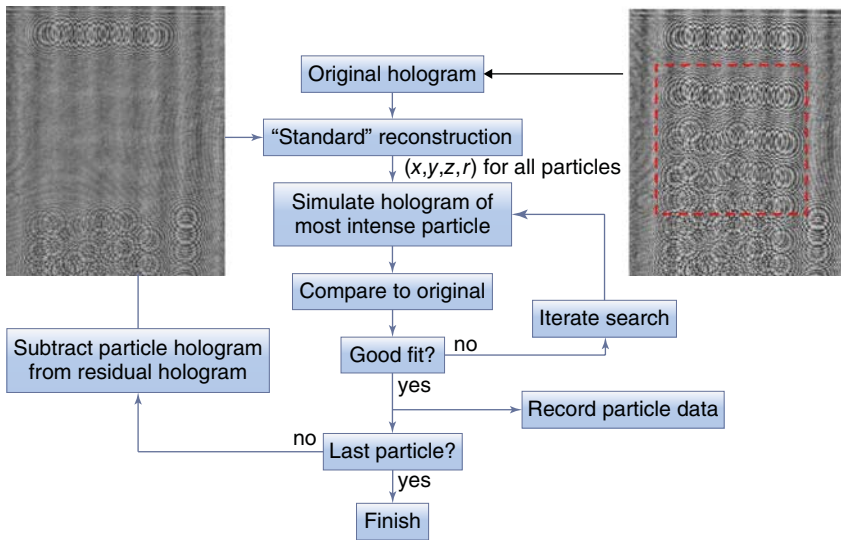 Original hologram
“Standard” reconstruction
(x,y,z,r) for all particles
Simulate hologram of
most intense particle
Compare to original
Iterate search
Subtract particle hologram
from residual hologram
Good fit?
no
yes
Record particle data
no
Last particle?
yes
Finish